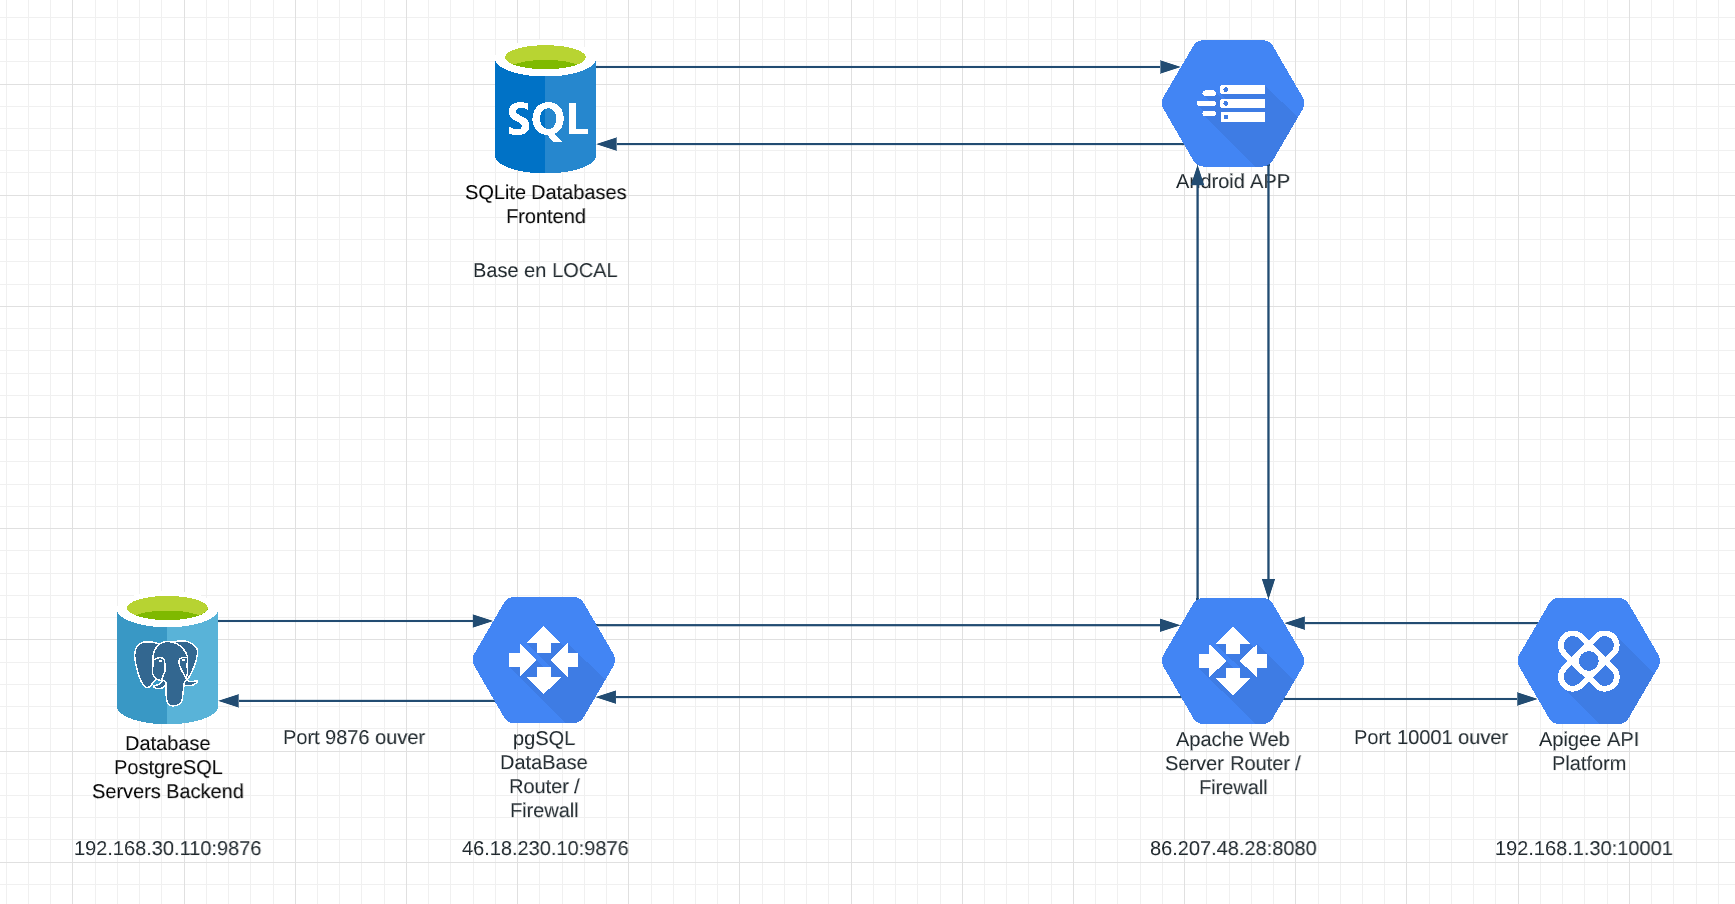 SQL
SQLite Databases
Frontend
Base en LOCAL
Android APP
Database
PostgreSQL
Servers Backend
192.168.30.110:9876
Port 9876 ouver
pgSQL
DataBase
Router /
Firewall
46.18.230.10:9876
Apache Web
Server Router /
Firewall
86.207.48.28:8080
Port 10001 ouver
Apigee API
Platform
192.168.1.30:10001